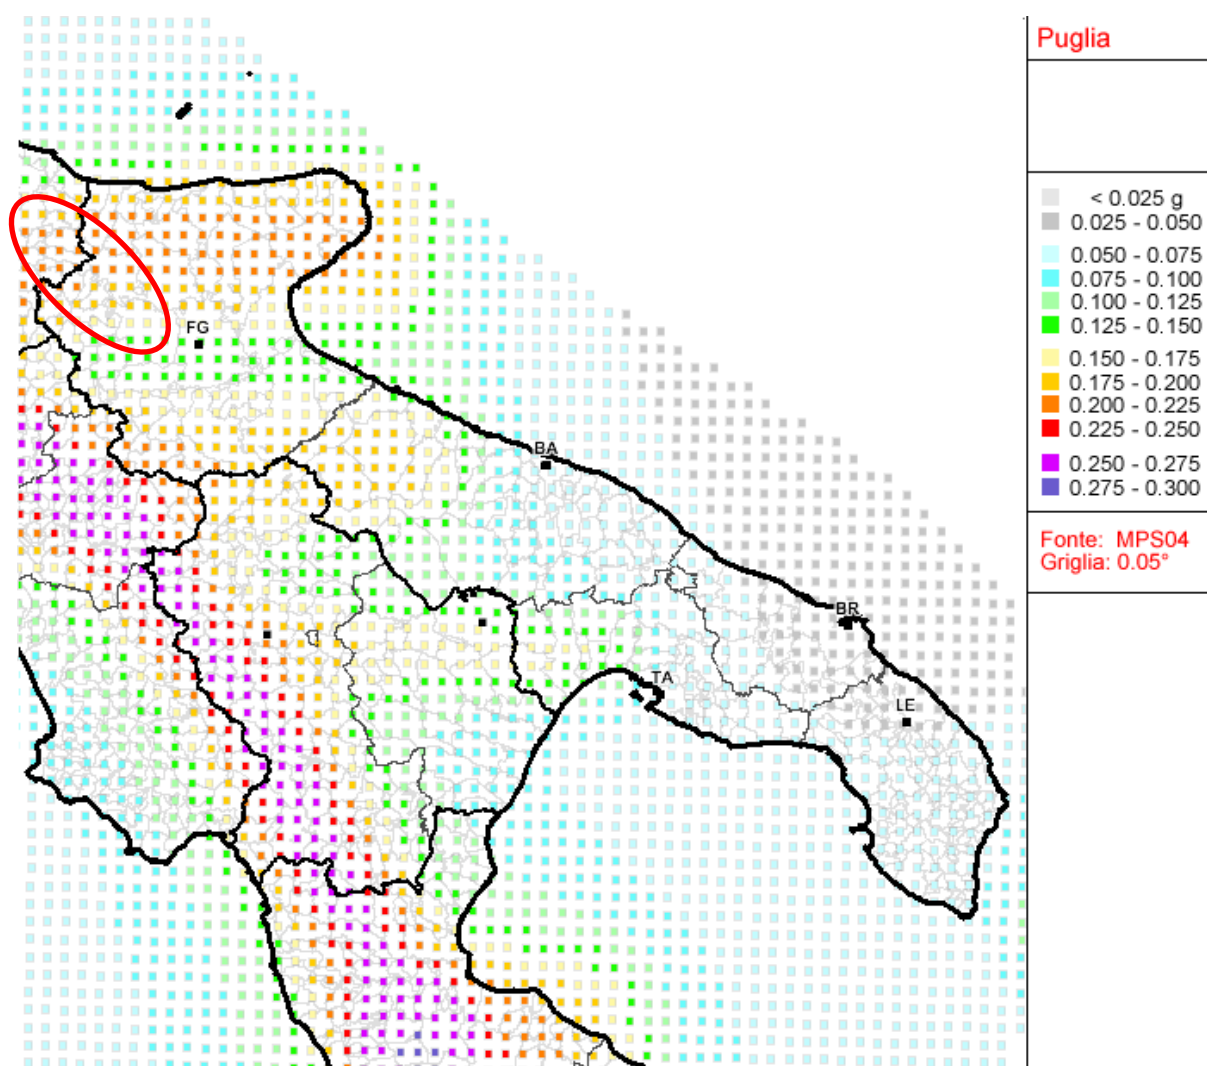 Puglia
< 0.025 g
0.025 - 0.050
0.050 - 0.075
0.075 - 0.100
0.100 - 0.125
0.125 - 0.150
0.150 - 0.175
0.175 - 0.200
0.200 - 0.225
0.225 - 0.250
0.250 - 0.275
0.275 - 0.300
Fonte: MPS04
Griglia: 0.05°
FG
BA
BR
TA
LE